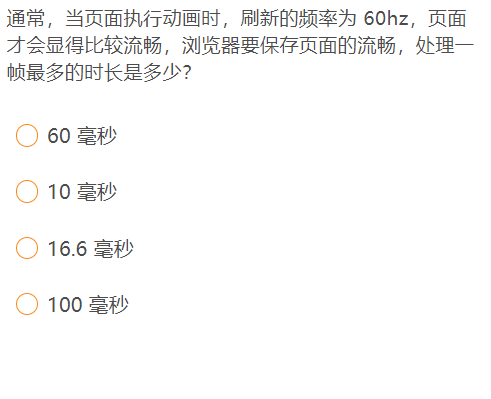 通常，当页面执行动画时，刷新的频率为 60hz，页面
才会显得比较流畅，浏览器要保存页面的流畅，处理一
帧最多的时长是多少？
60 毫秒
10 毫秒
16.6 毫秒
100 毫秒